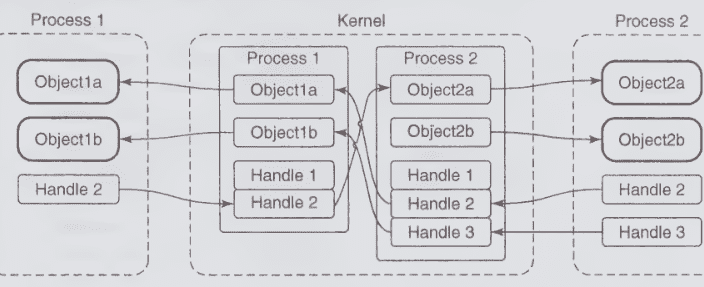 Process 1
Kernel
Process 2
Object1a
Object1b
Handle 2
Process 1
Object1a
Object1b
Handle 1
Handle 2
Process 2
Object2a
Object2b
Handle 1
Handle 2
Handle 3
Object2a
Object2b
Handle 2
Handle 3